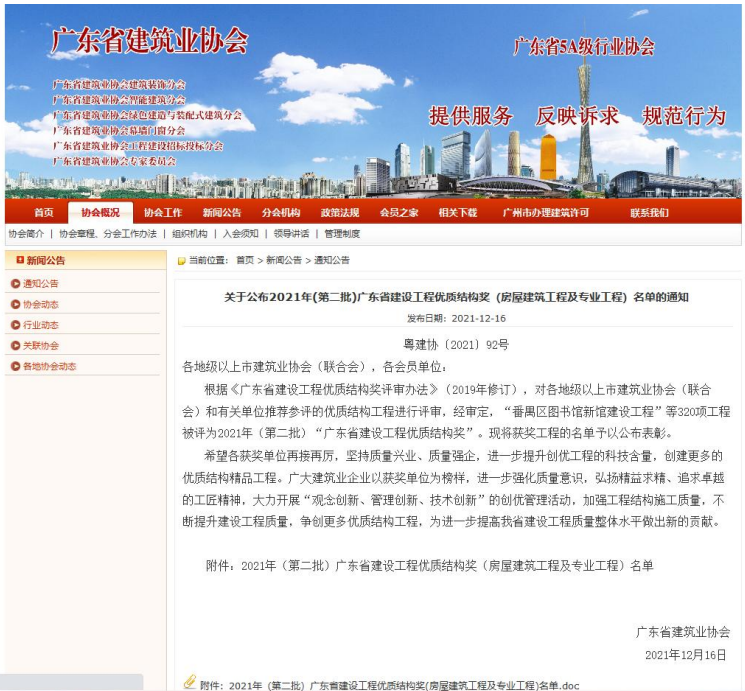 广东省建筑业协会
广东省5A级行业协会
广东省建筑业协会建筑装饰分会
广东省建筑业协会智能建筑分会
广东省建筑业协会绿色建造与装配式建筑分会
广东省建筑业协会幕墙门窗分会
广东省建筑业协会工程建设招标投标分会
广东省建筑业协会专家委员会
提供服务 反映诉求 规范行为
首页 协会概况 协会工作 新闻公告 分会机构 政策法规 会员之家 相关下载 广州市办理建筑许可 联系我们
协会简介 | 协会章程、分会工作办法 | 组织机构 | 入会须知 | 领导讲话 | 管理制度
新闻公告
通知公告
协会动态
行业动态
关联协会
各地协会动态
当前位置： 首页 > 新闻公告 > 通知公告
关于公布2021年(第二批)广东省建设工程优质结构奖 (房屋建筑工程及专业工程) 名单的通知
发布日期：2021-12-16
粤建协〔2021〕92号
各地级以上市建筑业协会（联合会），各会员单位：
根据《广东省建设工程优质结构奖评审办法》（2019年修订），对各地级以上市建筑业协会（联合
会）和有关单位推荐参评的优质结构工程进行评审，经审定，“番禺区图书馆新馆建设工程”等320项工程
被评为2021年（第二批）“广东省建设工程优质结构奖”。现将获奖工程的名单予以公布表彰。
希望各获奖单位再接再厉，坚持质量兴业、质量强企，进一步提升创优工程的科技含量，创建更多的
优质结构精品工程。广大建筑业企业以获奖单位为榜样，进一步强化质量意识，弘扬精益求精、追求卓越
的工匠精神，大力开展“观念创新、管理创新、技术创新”的创优管理活动，加强工程结构施工质量，不
断提升建设工程质量，争创更多优质结构工程，为进一步提高我省建设工程质量整体水平做出新的贡献。
附件：2021年（第二批）广东省建设工程优质结构奖（房屋建筑工程及专业工程）名单
广东省建筑业协会
2021年12月16日
附件：2021年 (第二批) 广东省建设工程优质结构奖(房屋建筑工程及专业工程)名单.doc